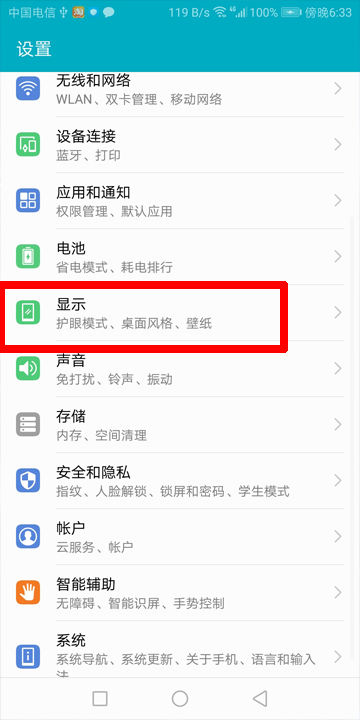 中国电信 119 B/s 4G 100% 傍晚6:33
设置
无线和网络
WLAN、双卡管理、移动网络
设备连接
蓝牙、打印
应用和通知
权限管理、默认应用
电池
省电模式、耗电排行
显示
护眼模式、桌面风格、壁纸
声音
免打扰、铃声、振动
存储
内存、空间清理
安全和隐私
指纹、人脸解锁、锁屏和密码、学生模式
帐户
云服务、帐户
智能辅助
无障碍、智能识屏、手势控制
系统
系统导航、系统更新、关于手机、语言和输入
法